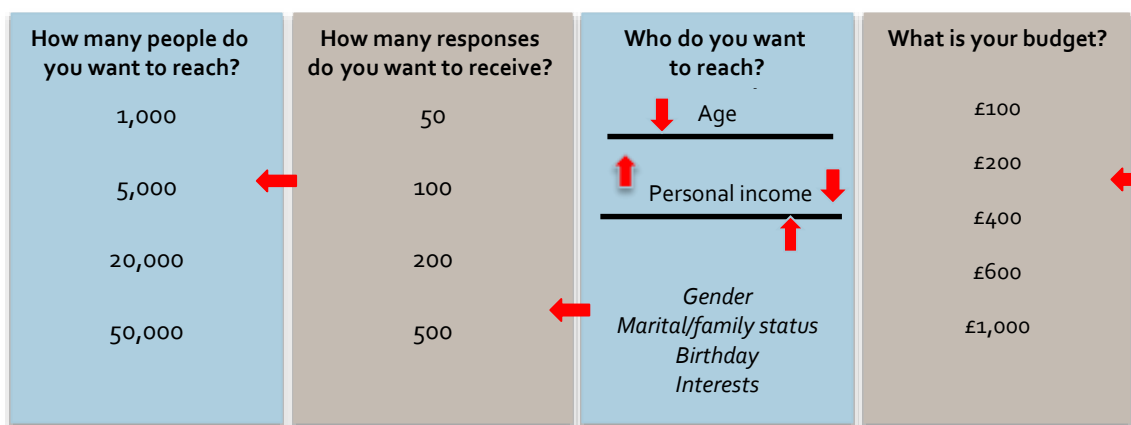 How many people do
you want to reach?
1,000
5,000
20,000
50,000
How many responses
do you want to receive?
50
100
200
500
Who do you want
to reach?
Age
Personal income
Gender
Marital/family status
Birthday
Interests
What is your budget?
£100
£200
£400
£600
£1,000